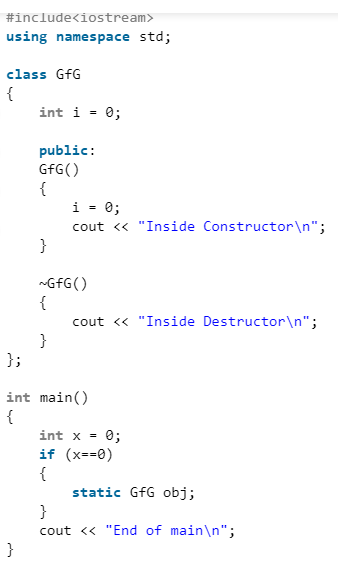 #include<iostream>
using namespace std;
class GfG
{
int i = 0;
public:
GfG()
{
i = 0;
cout << "Inside Constructor\n";
}
~GfG()
{
cout << "Inside Destructor\n";
}
};
int main()
{
int x = 0;
if (x==0)
{
static GfG obj;
}
cout << "End of main\n";
}